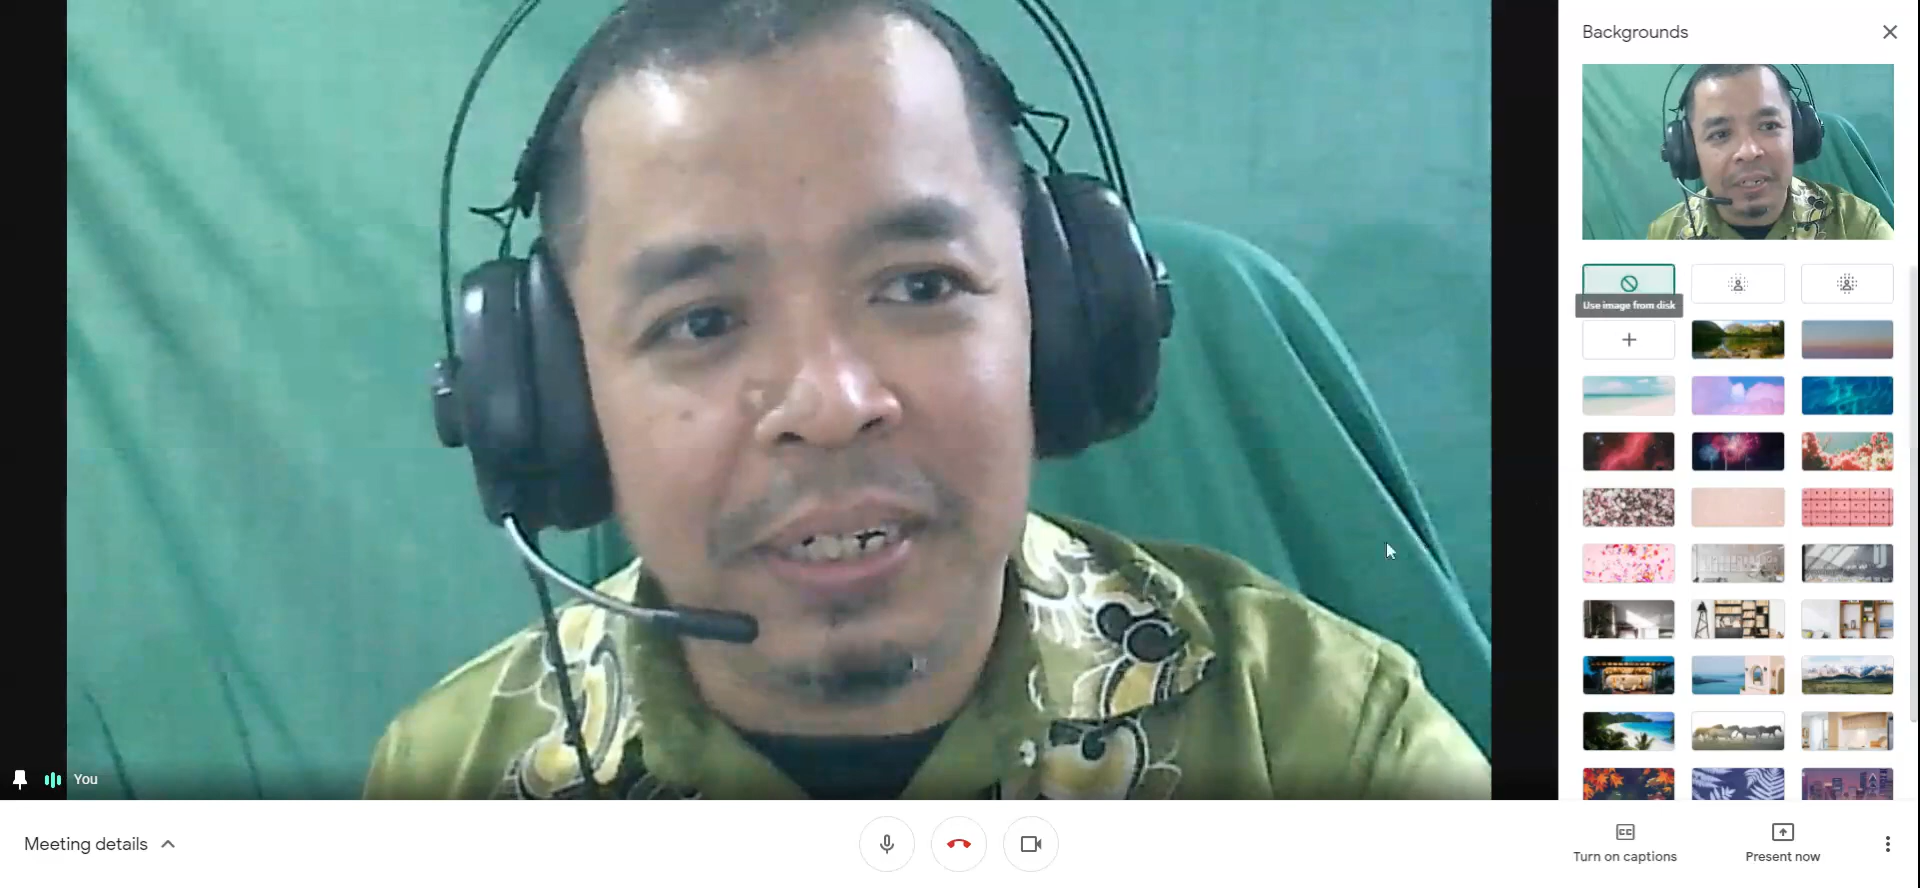 Backgrounds
Use image from disk
You
Meeting details
Turn on captions
Present now